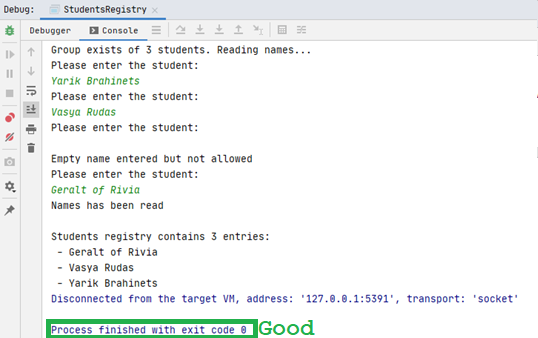 Debug: StudentsRegistry
Debugger Console
Group exists of 3 students. Reading names...
Please enter the student:
Yarik Brahinets
Please enter the student:
Vasya Rudas
Please enter the student:
Empty name entered but not allowed
Please enter the student:
Geralt of Rivia
Names has been read
Students registry contains 3 entries:
- Geralt of Rivia
- Vasya Rudas
- Yarik Brahinets
Disconnected from the target VM, address: '127.0.0.1:5391', transport: 'socket'
Process finished with exit code 0 Good